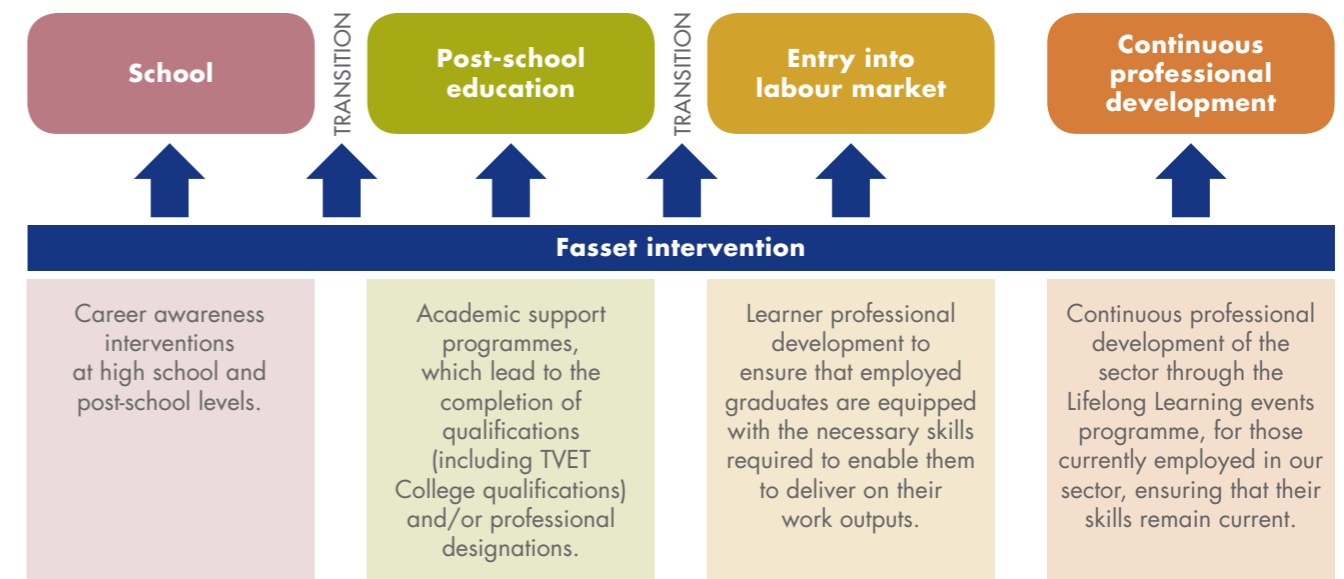 School
TRANSITION
Post-school
education
TRANSITION
Entry into
labour market
Continuous
professional
development
Fasset intervention
Career awareness
interventions
at high school and
post-school levels.
Academic support
programmes,
which lead to the
completion of
qualifications
(including TVET
College qualifications)
and/or professional
designations.
Learner professional
development to
ensure that employed
graduates are equipped
with the necessary skills
required to enable them
to deliver on their
work outputs.
Continuous professional
development of the
sector through the
Lifelong Learning events
programme, for those
currently employed in our
sector, ensuring that their
skills remain current.